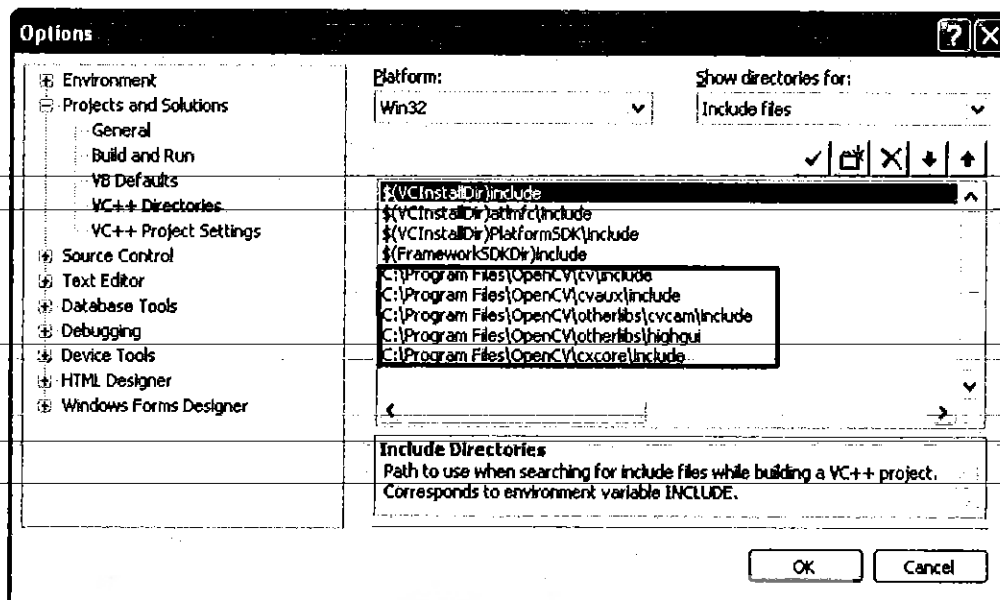 Options
Environment
Projects and Solutions
General
Build and Run
VB Defaults
VC++ Directories
VC++ Project Settings
Source Control
Text Editor
Database Tools
Debugging
Device Tools
HTML Designer
Windows Forms Designer
Platform:
Win32
Show directories for:
Include files
$(VCInstallDir)include
$(VCInstallDir)atlmfc\include
$(VCInstallDir)PlatformSDK\include
$(FrameworkSDKDir)include
C:\Program Files\OpenCV\cv\include
C:\Program Files\OpenCV\cvaux\include
C:\Program Files\OpenCV\otherlibs\cvcam\include
C:\Program Files\OpenCV\otherlibs\highgui
C:\Program Files\OpenCV\cxcore\include
Include Directories
Path to use when searching for include files while building a VC++ project.
Corresponds to environment variable INCLUDE.
OK
Cancel